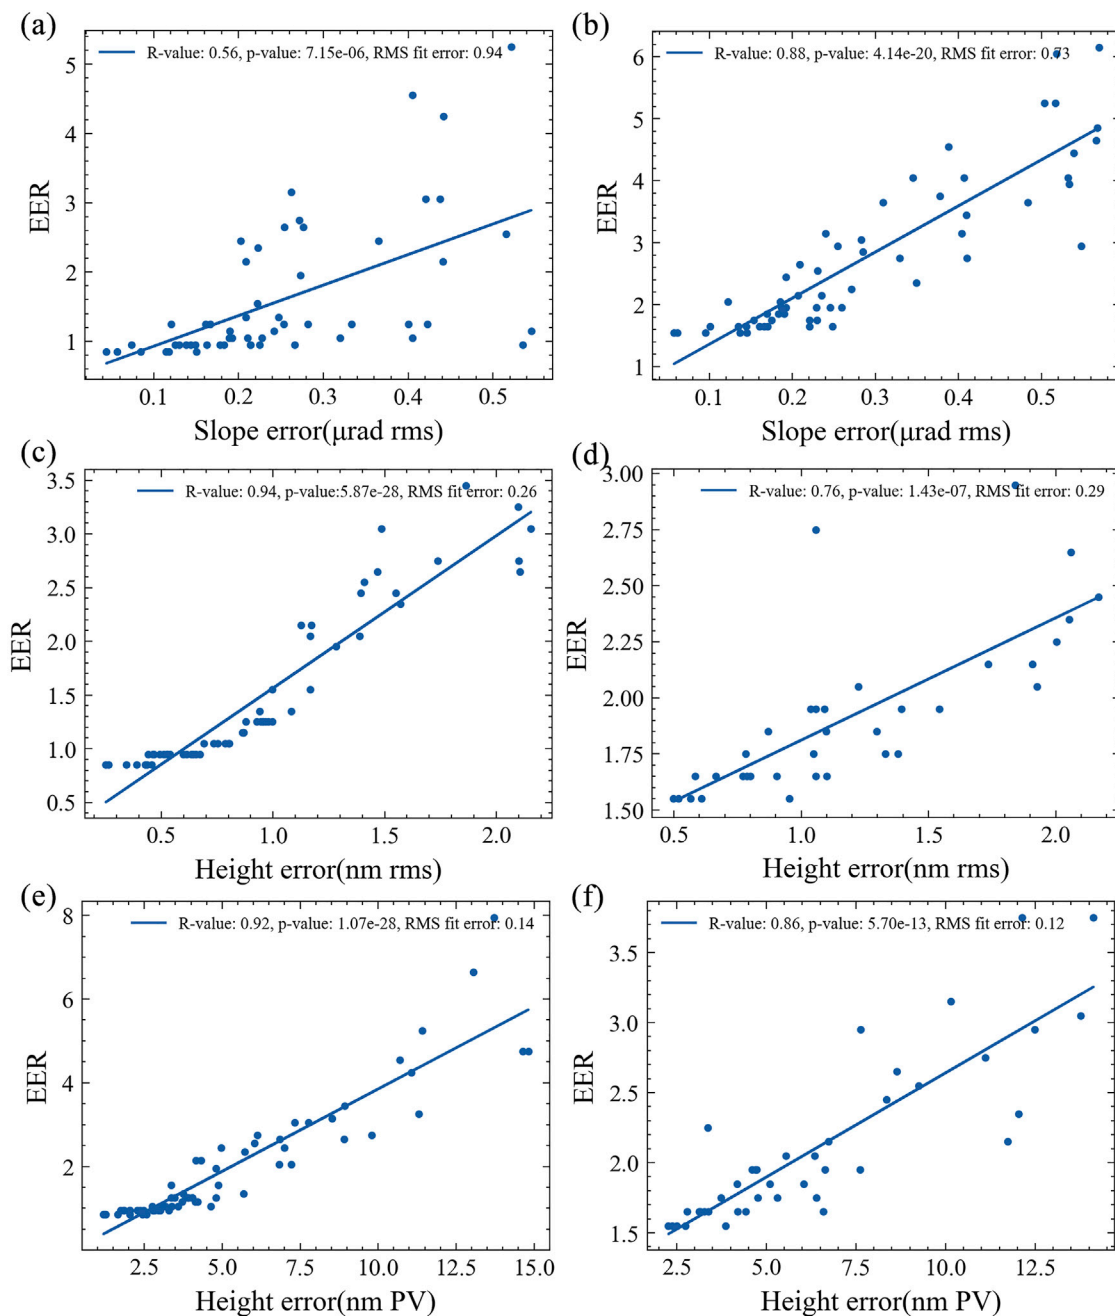 (a)
R-value: 0.56, p-value: 7.15e-06, RMS fit error: 0.94
5
4
3
2
1
EER
0.1 0.2 0.3 0.4 0.5
Slope error(μrad rms)
(b)
R-value: 0.88, p-value: 4.14e-20, RMS fit error: 0.73
6
5
4
3
2
1
EER
0.1 0.2 0.3 0.4 0.5
Slope error(μrad rms)
(c)
R-value: 0.94, p-value:5.87e-28, RMS fit error: 0.26
3.5
3.0
2.5
2.0
1.5
1.0
0.5
EER
0.5 1.0 1.5 2.0
Height error(nm rms)
(d)
R-value: 0.76, p-value: 1.43e-07, RMS fit error: 0.29
3.00
2.75
2.50
2.25
2.00
1.75
1.50
EER
0.5 1.0 1.5 2.0
Height error(nm rms)
(e)
R-value: 0.92, p-value: 1.07e-28, RMS fit error: 0.14
8
6
4
2
EER
2.5 5.0 7.5 10.0 12.5 15.0
Height error(nm PV)
(f)
R-value: 0.86, p-value: 5.70e-13, RMS fit error: 0.12
3.5
3.0
2.5
2.0
1.5
EER
2.5 5.0 7.5 10.0 12.5
Height error(nm PV)